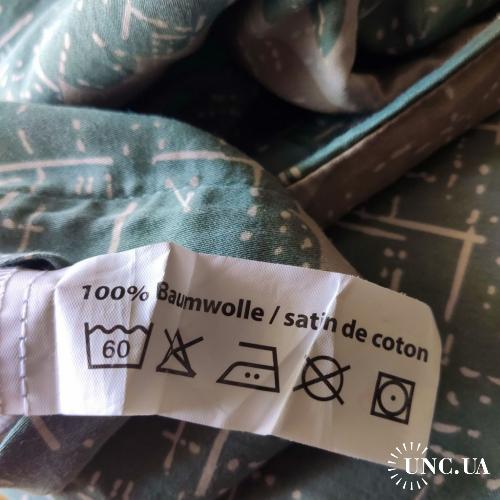 100% Baumwolle / satin de coton
60
UNC.UA